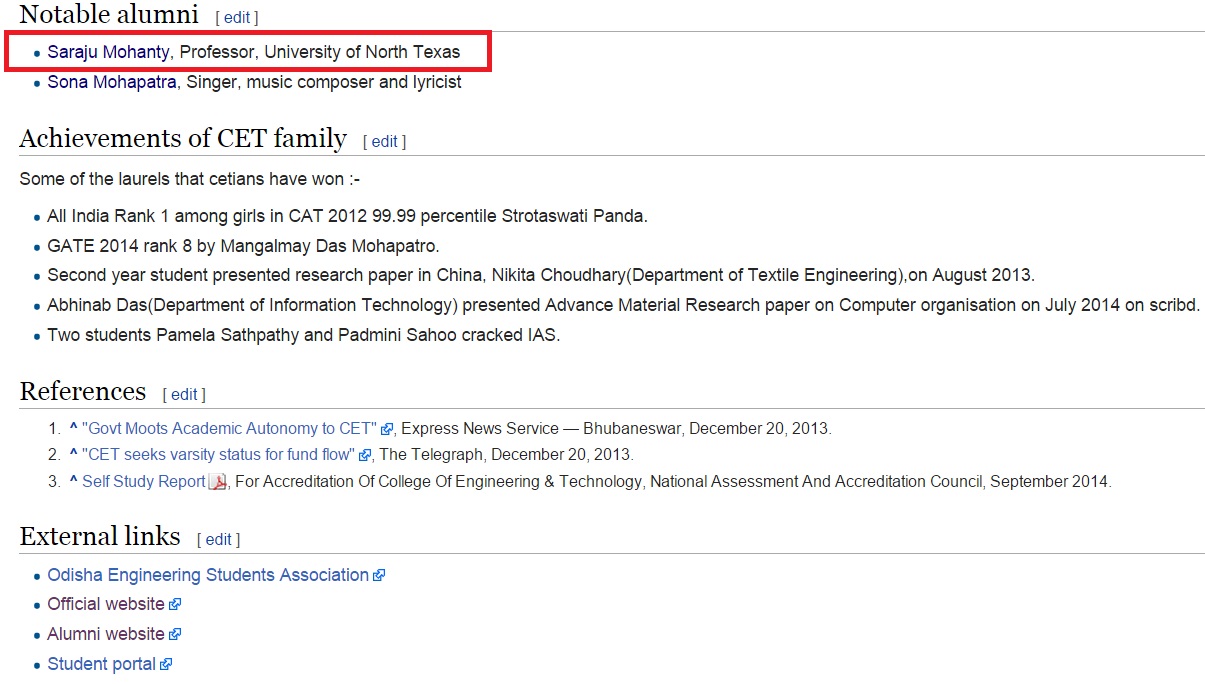 Notable alumni [ edit ]
• Saraju Mohanty, Professor, University of North Texas
• Sona Mohapatra, Singer, music composer and lyricist
Achievements of CET family [ edit ]
Some of the laurels that cetians have won :-
• All India Rank 1 among girls in CAT 2012 99.99 percentile Strotaswati Panda.
• GATE 2014 rank 8 by Mangalmay Das Mohapatro.
• Second year student presented research paper in China, Nikita Choudhary(Department of Textile Engineering),on August 2013.
• Abhinab Das(Department of Information Technology) presented Advance Material Research paper on Computer organisation on July 2014 on scribd.
• Two students Pamela Sathpathy and Padmini Sahoo cracked IAS.
References [ edit ]
1. ^ "Govt Moots Academic Autonomy to CET", Express News Service — Bhubaneswar, December 20, 2013.
2. ^ "CET seeks varsity status for fund flow", The Telegraph, December 20, 2013.
3. ^ Self Study Report, For Accreditation Of College Of Engineering & Technology, National Assessment And Accreditation Council, September 2014.
External links [ edit ]
• Odisha Engineering Students Association
• Official website
• Alumni website
• Student portal